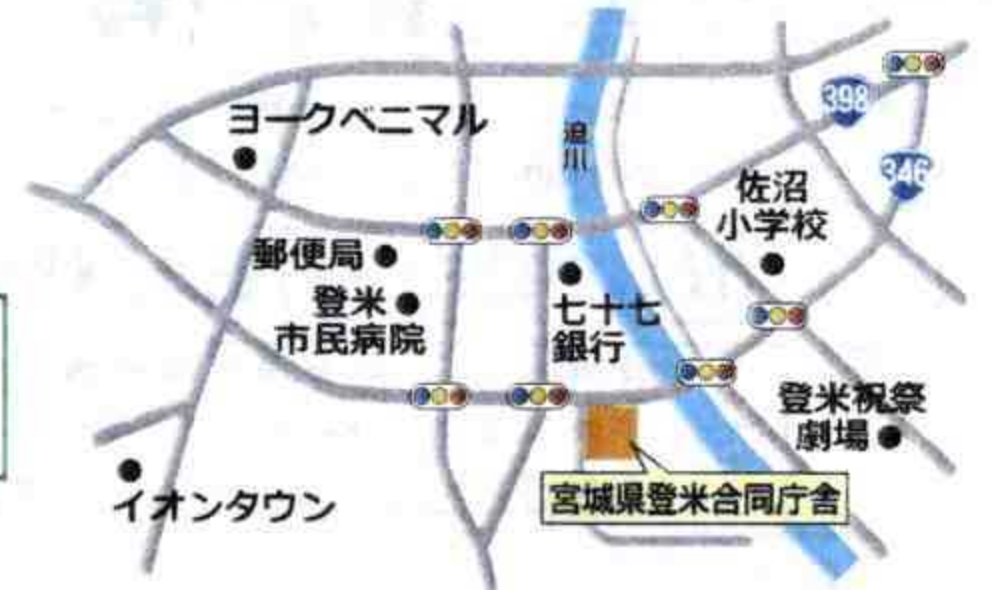 398
ヨークベニマル
迫川
346
佐沼
小学校
郵便局
登米
市民病院
七十七
銀行
登米祝祭
劇場
イオンタウン
宮城県登米合同庁舎